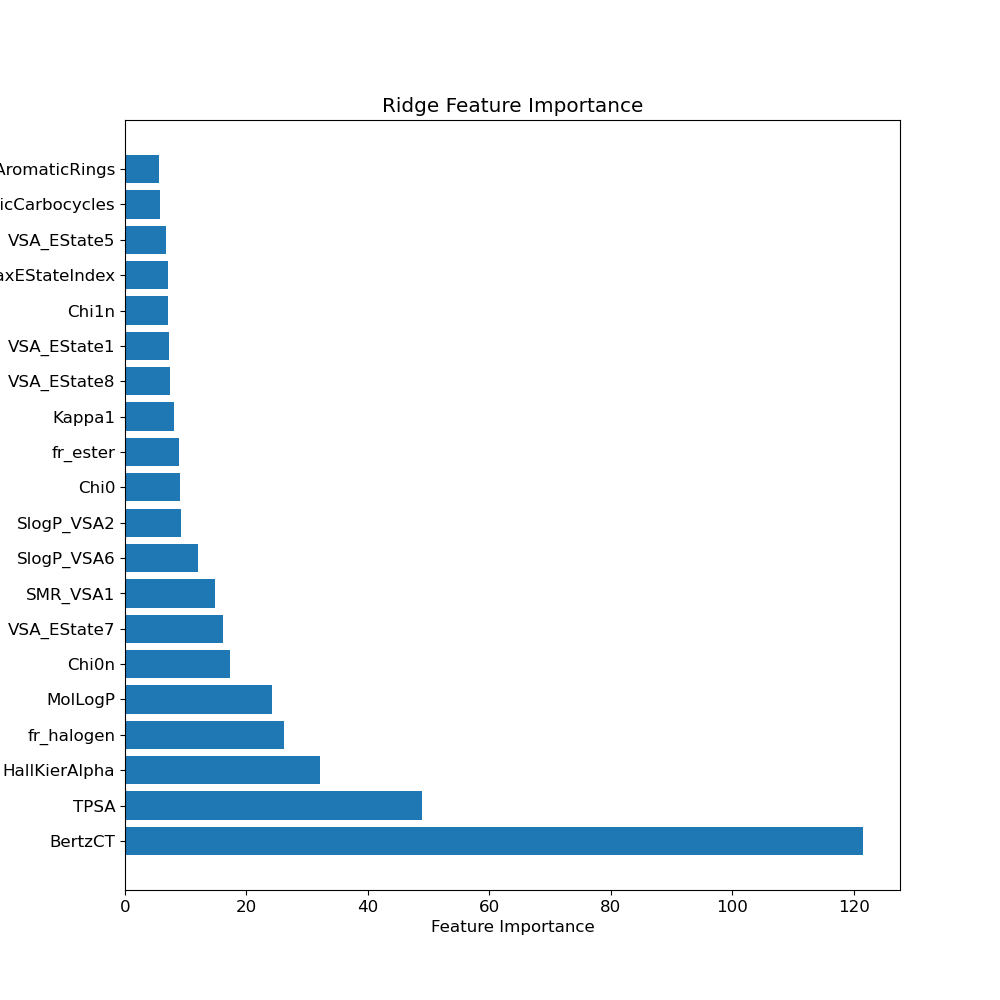 Ridge Feature Importance
AromaticRings
icCarbocycles
VSA_EState5
axEStateIndex
Chi1n
VSA_EState1
VSA_EState8
Kappa1
fr_ester
Chi0
SlogP_VSA2
SlogP_VSA6
SMR_VSA1
VSA_EState7
Chi0n
MolLogP
fr_halogen
HallKierAlpha
TPSA
BertzCT
0 20 40 60 80 100 120
Feature Importance